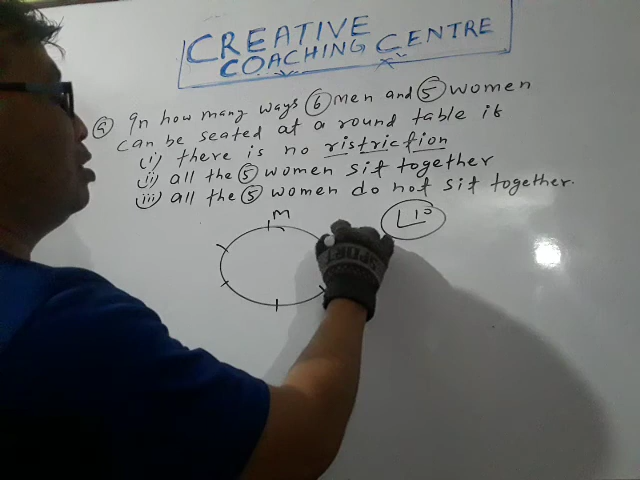 CREATIVE
COACHING CENTRE
Q In how many ways 6 men and 5 women
can be seated at a round table if
(i) there is no ristriction
(ii) all the 5 women sit together
(iii) all the 5 women do not sit together.
M
∟10
SPORT